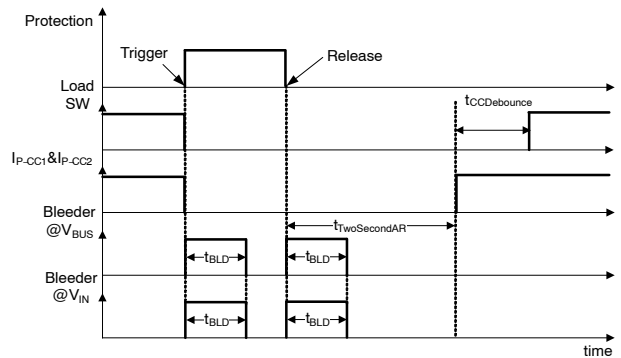 Protection
Trigger
Release
Load
SW
tCCDebounce
IP-CC1&IP-CC2
Bleeder
@VBUS
tTwoSecondAR
tBLD
tBLD
Bleeder
@VIN
tBLD
tBLD
time